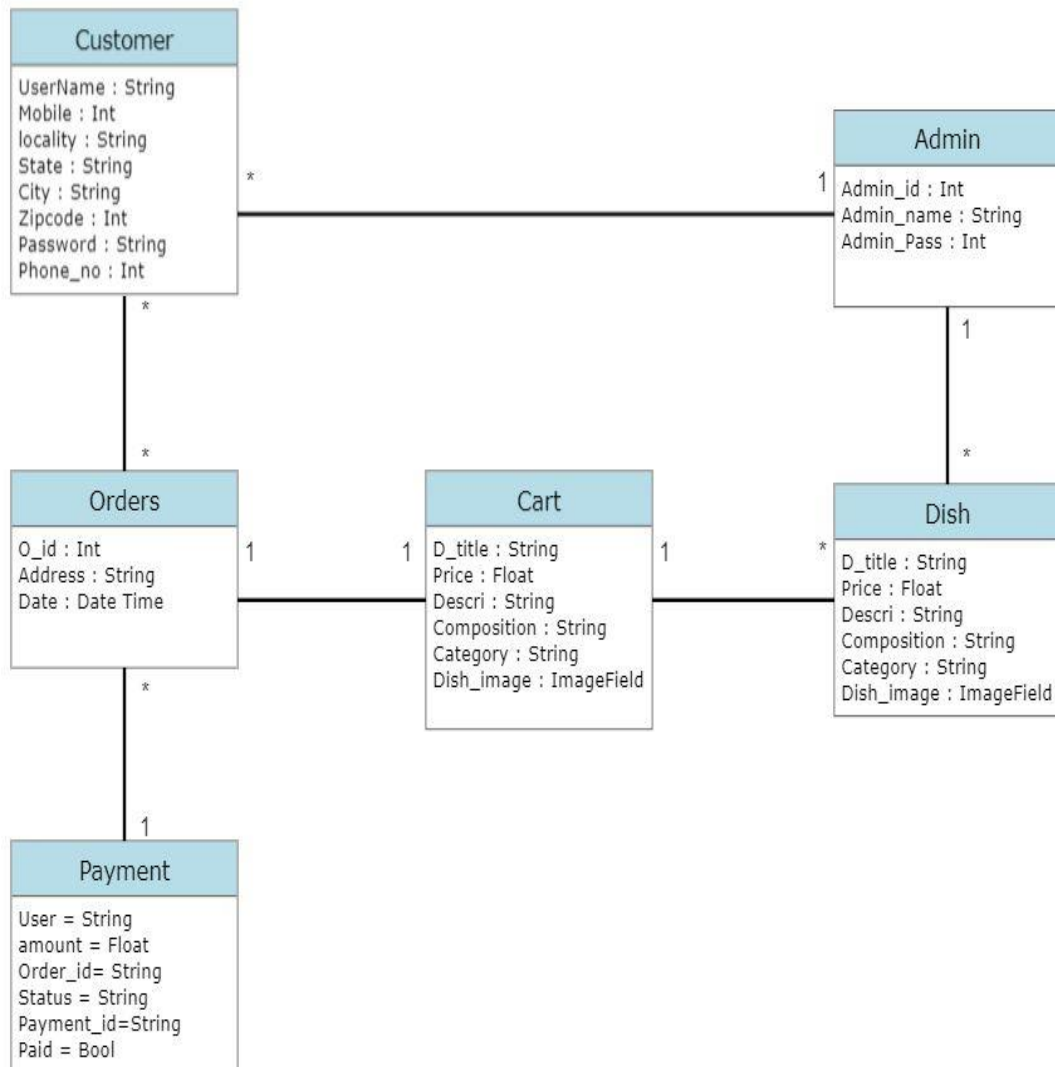 Customer
UserName : String
Mobile : Int
locality : String
State : String
City : String
Zipcode : Int
Password : String
Phone_no : Int
*
1
Admin
Admin_id : Int
Admin_name : String
Admin_Pass : Int
*
*
1
*
Orders
O_id : Int
Address : String
Date : Date Time
1
1
Cart
D_title : String
Price : Float
Descri : String
Composition : String
Category : String
Dish_image : ImageField
1
*
Dish
D_title : String
Price : Float
Descri : String
Composition : String
Category : String
Dish_image : ImageField
*
1
Payment
User = String
amount = Float
Order_id= String
Status = String
Payment_id=String
Paid = Bool